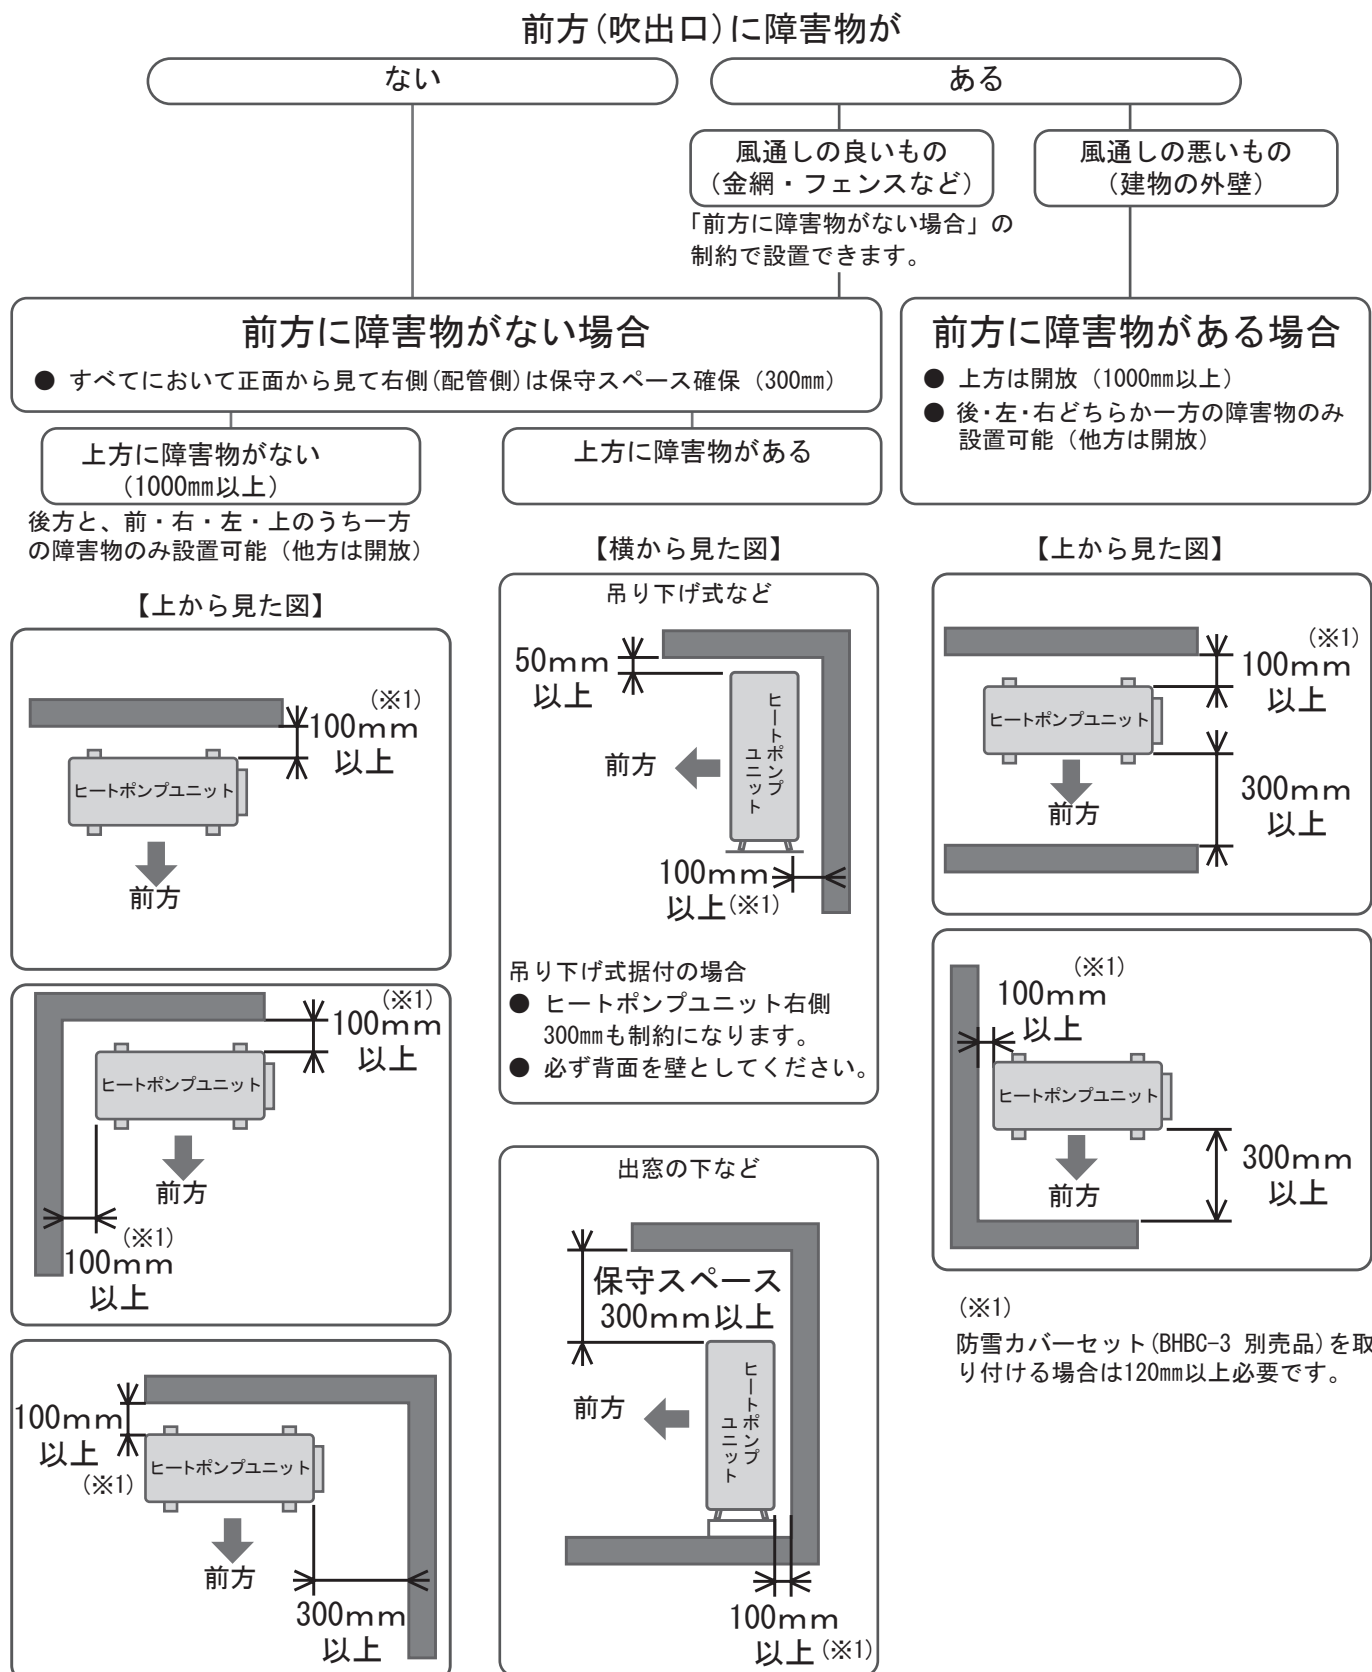 前方(吹出口)に障害物が
ない
ある
風通しの良いもの
(金網・フェンスなど)
風通しの悪いもの
(建物の外壁)
「前方に障害物がない場合」の
制約で設置できます。
前方に障害物がない場合
● すべてにおいて正面から見て右側(配管側)は保守スペース確保（300㎜）
前方に障害物がある場合
● 上方は開放（1000㎜以上）
● 後・左・右どちらか一方の障害物のみ
設置可能（他方は開放）
上方に障害物がない
（1000㎜以上）
後方と、前・右・左・上のうち一方
の障害物のみ設置可能（他方は開放）
上方に障害物がある
【上から見た図】
(※1)
100mm
以上
ヒートポンプユニット
前方
(※1)
100mm
以上
ヒートポンプユニット
前方
(※1)
100mm
以上
100mm
以上
(※1)
ヒートポンプユニット
前方
300mm
以上
【横から見た図】
吊り下げ式など
50mm
以上
ヒートポンプ
ユニット
前方
100mm
以上(※1)
吊り下げ式据付の場合
● ヒートポンプユニット右側
300㎜も制約になります。
● 必ず背面を壁としてください。
出窓の下など
保守スペース
300mm以上
ヒートポンプ
ユニット
前方
100mm
以上(※1)
【上から見た図】
(※1)
100mm
以上
ヒートポンプユニット
前方
300mm
以上
(※1)
100mm
以上
ヒートポンプユニット
前方
300mm
以上
(※1)
防雪カバーセット(BHBC-3 別売品)を取
り付ける場合は120㎜以上必要です。